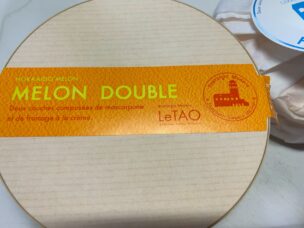 HOKKAIDO MELON
MELON DOUBLE
Deux couches composées de mascarpone
et de fromage à la crème
LeTAO